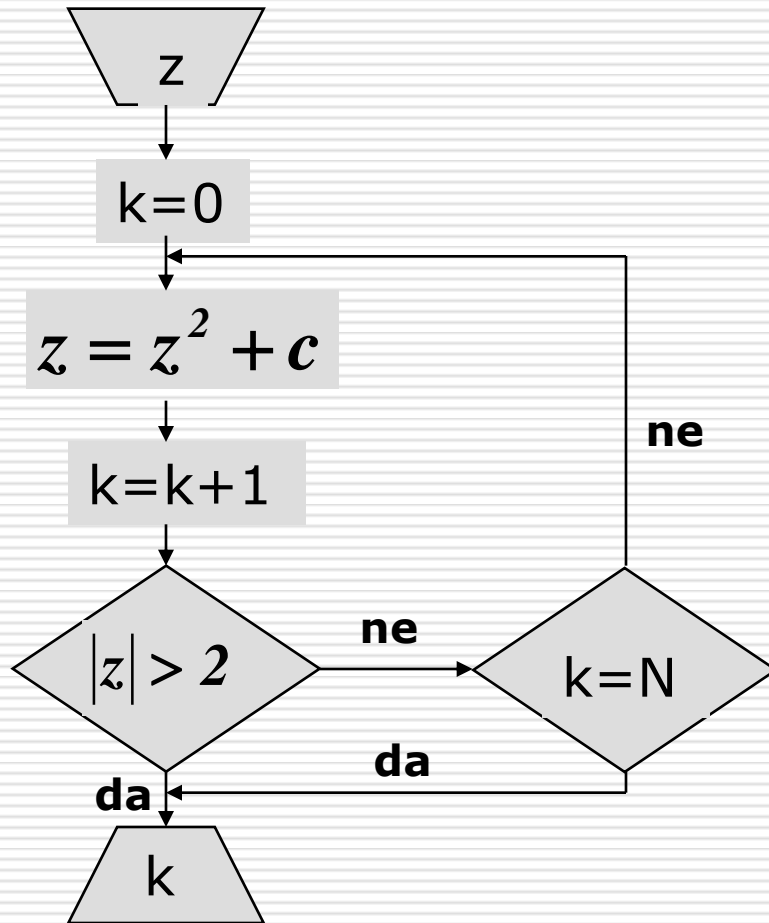 z
k=0
z = z² + c
k=k+1
|z| > 2
ne
k=N
ne
da
da
k